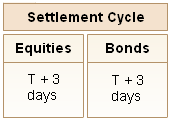 Settlement Cycle
Equities
Bonds
T + 3
days
T + 3
days